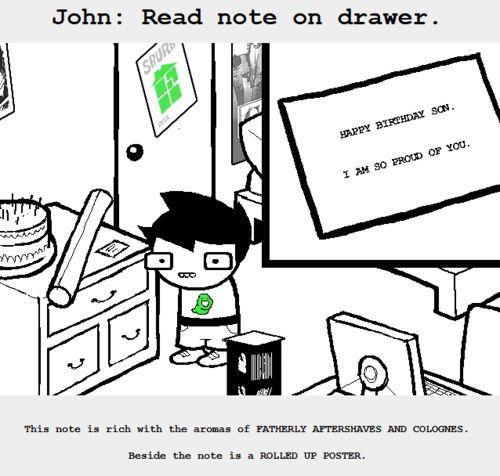 John: Read note on drawer.
SBURB
BETA
HAPPY BIRTHDAY SON.
I AM SO PROUD OF YOU.
This note is rich with the aromas of FATHERLY AFTERSHAVES AND COLOGNES.
Beside the note is a ROLLED UP POSTER.